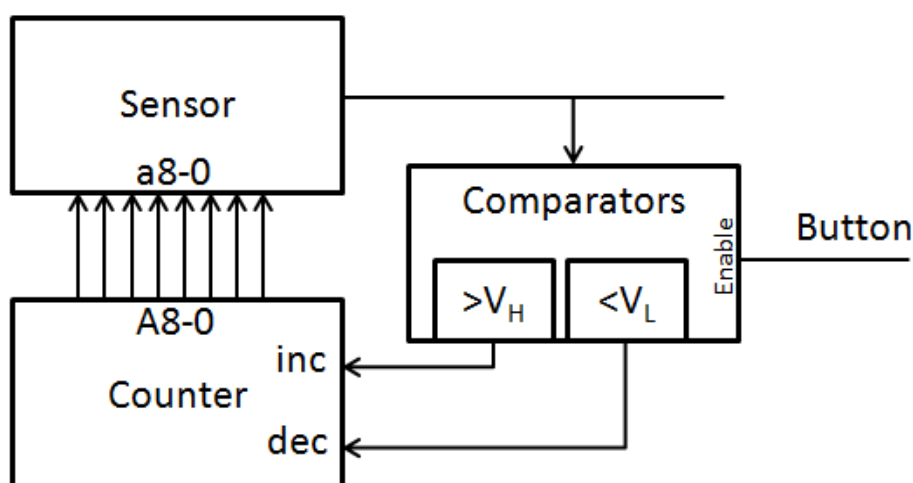 Sensor
a8-0
Comparators
Enable
Button
>V_H
<V_L
A8-0
inc
Counter
dec